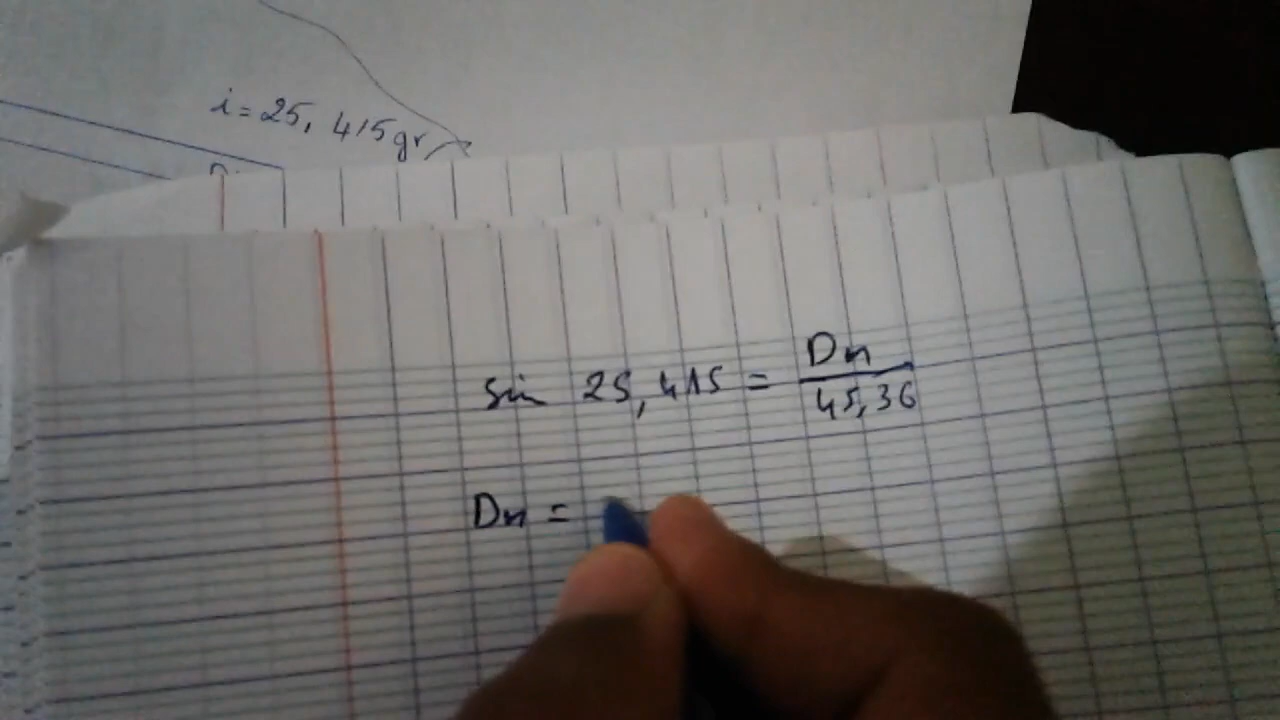 i = 25, 415 gr
sin 25,415 = Dn / 45,36
Dn =